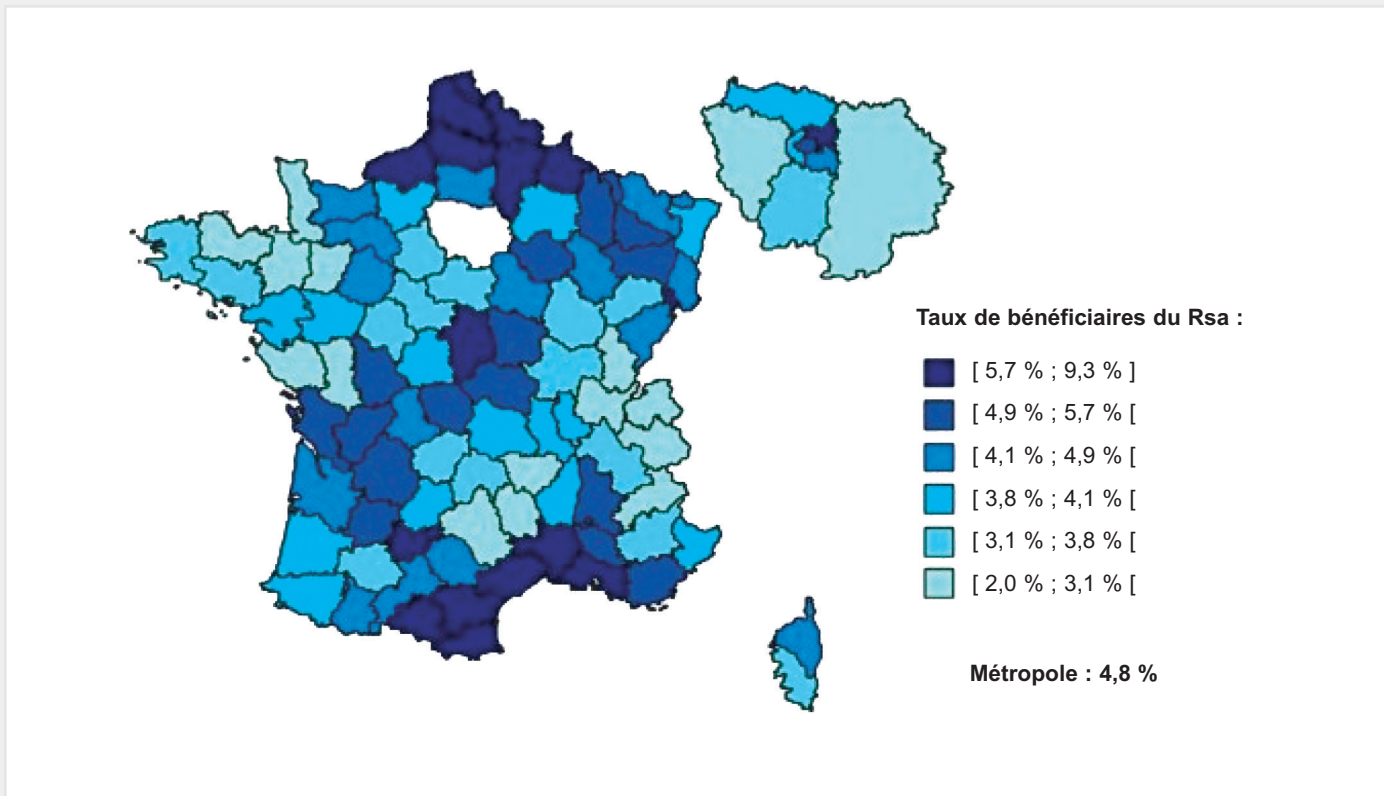 Taux de bénéficiaires du Rsa :
[ 5,7 % ; 9,3 % ]
[ 4,9 % ; 5,7 % [
[ 4,1 % ; 4,9 % [
[ 3,8 % ; 4,1 % [
[ 3,1 % ; 3,8 % [
[ 2,0 % ; 3,1 % [
Métropole : 4,8 %